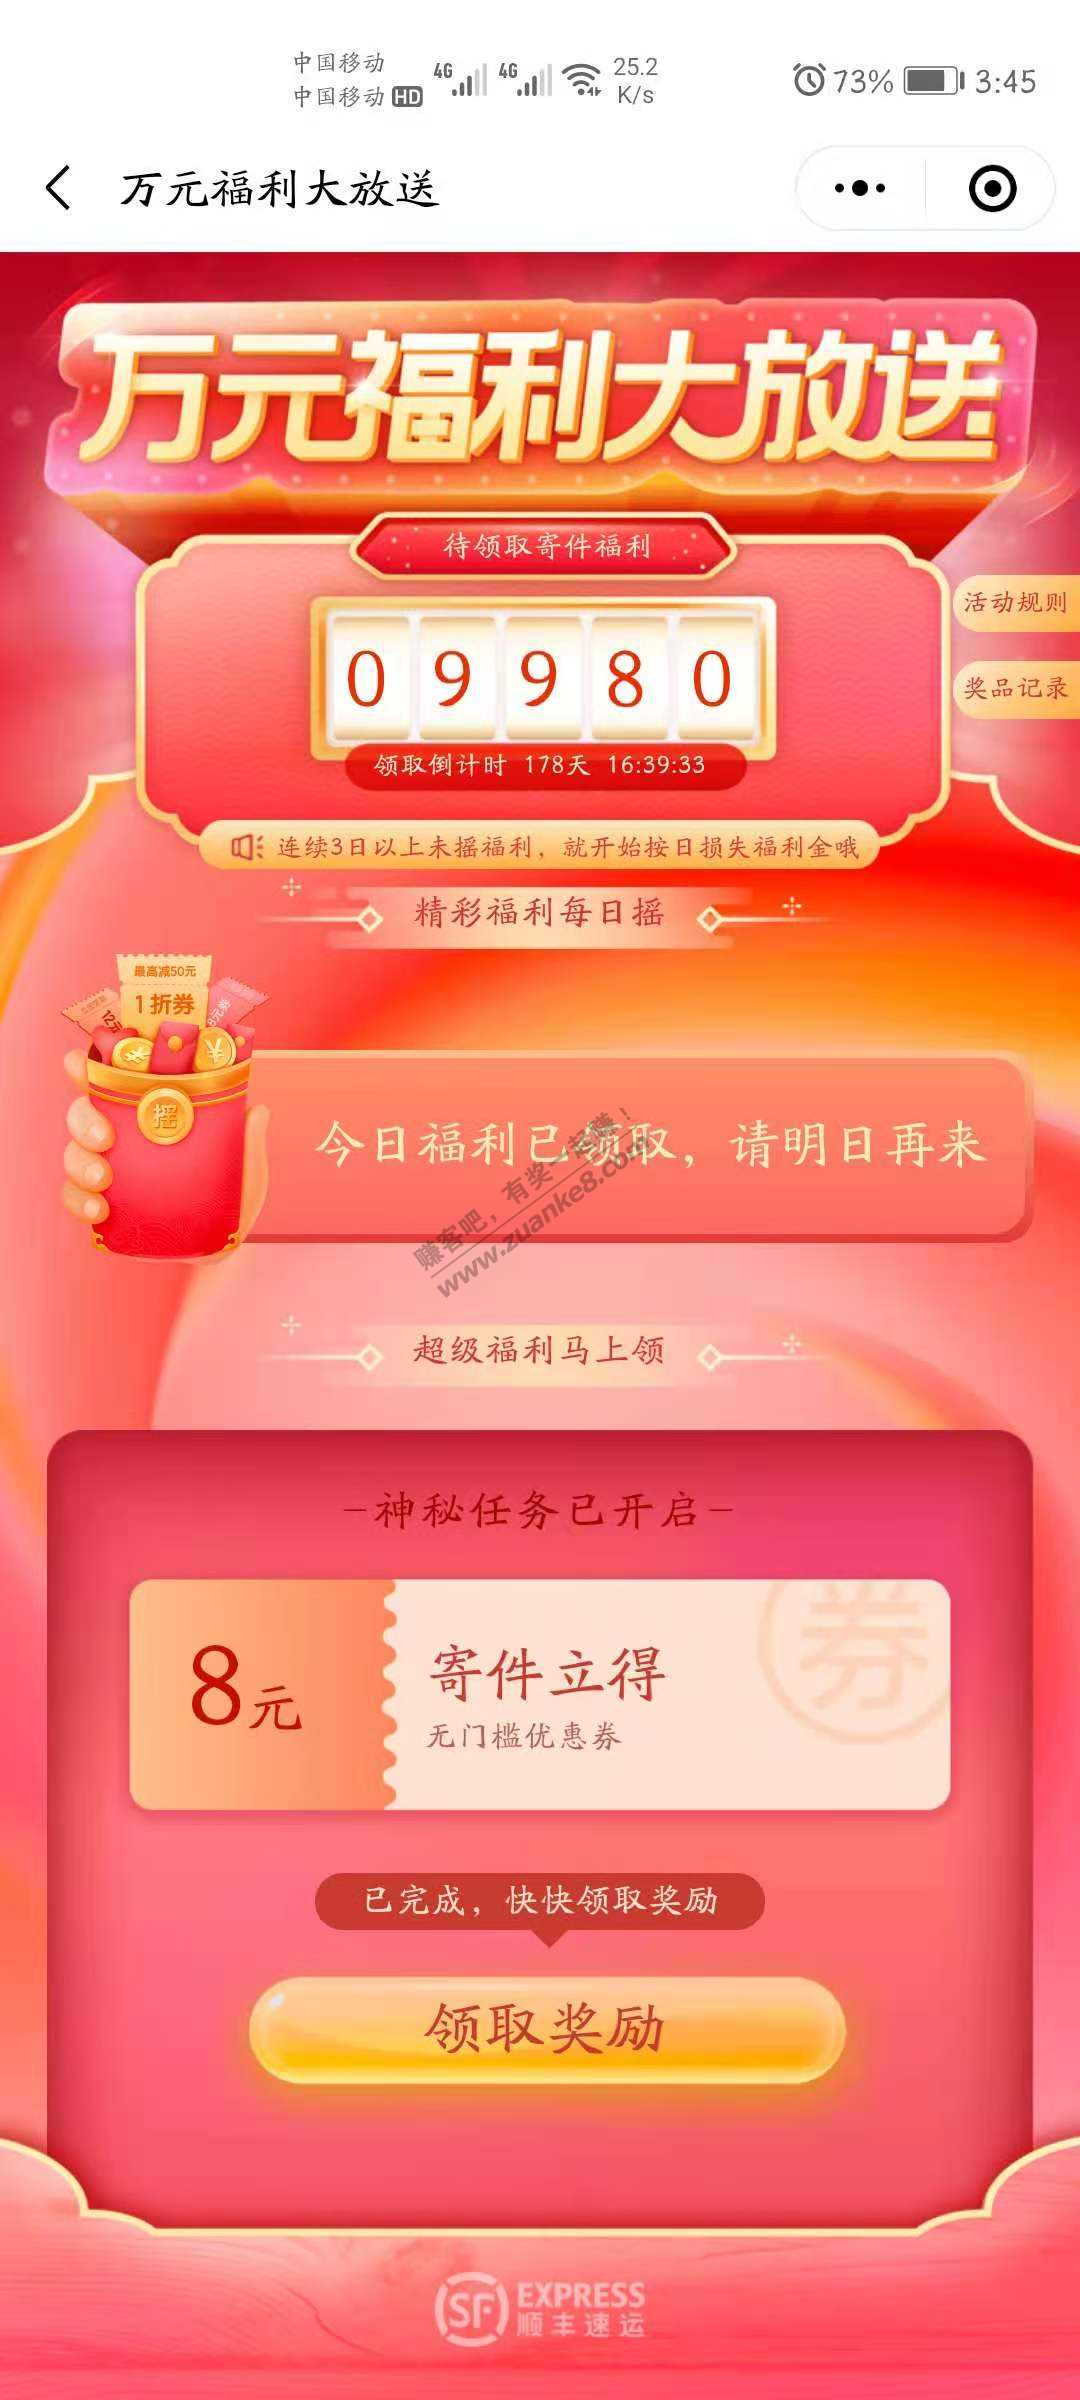 中国移动
中国移动 HD
4G
4G
25.2
K/s
73%
3:45
万元福利大放送
万元福利大放送
待领取寄件福利
活动规则
09980
奖品记录
领取倒计时 178天 16:39:33
连续3日以上未摇福利，就开始按日损失福利金哦
精彩福利每日摇
最高减50元
1折券
12元
8元券
摇
今日福利已领取，请明日再来
赚客吧，有奖一起赚！
www.zuanke8.com
超级福利马上领
-神秘任务已开启-
8元
寄件立得
无门槛优惠券
券
已完成，快快领取奖励
领取奖励
SF EXPRESS
顺丰速运